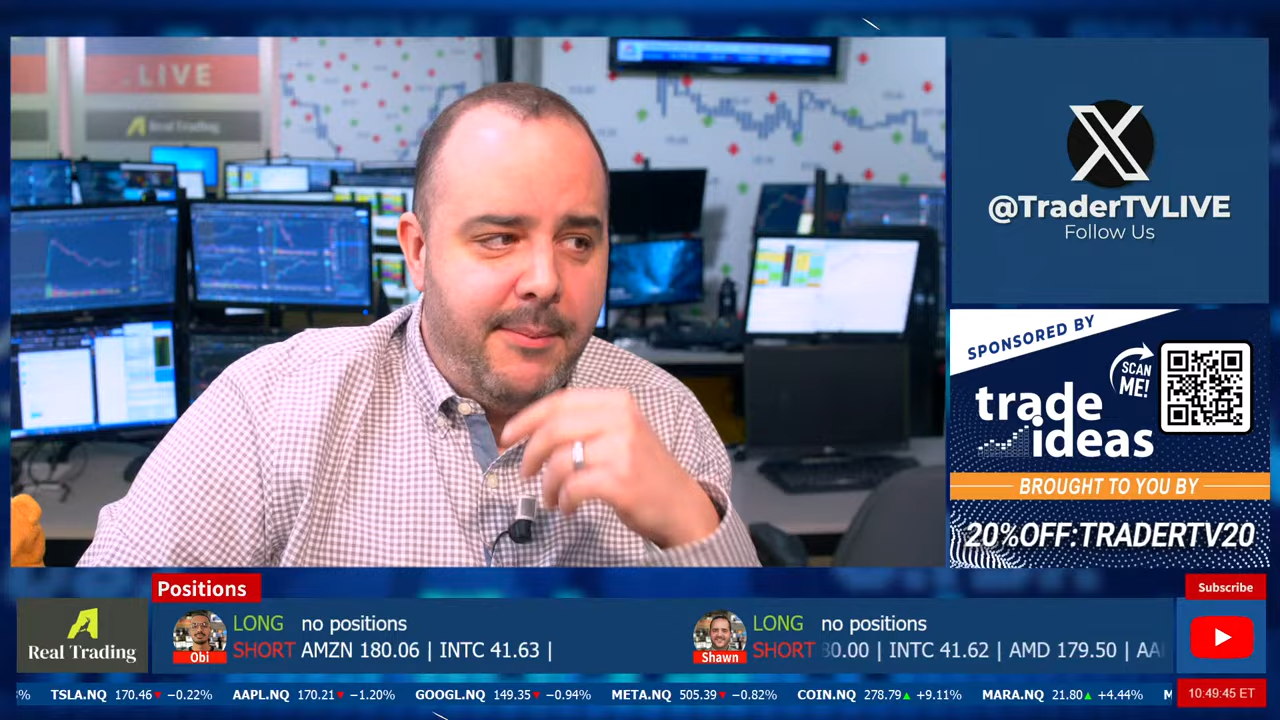 .LIVE
Real Trading
@TraderTVLIVE
Follow Us
SPONSORED BY
SCAN
ME!
trade
ideas
BROUGHT TO YOU BY
20%OFF:TRADERTV20
Positions
Subscribe
Real Trading
Obi
LONG no positions
SHORT AMZN 180.06 | INTC 41.63 |
Shawn
LONG no positions
SHORT 80.00 | INTC 41.62 | AMD 179.50 | AA
% TSLA.NQ 170.46 ▼ −0.22% AAPL.NQ 170.21 ▼ −1.20% GOOGL.NQ 149.35 ▼ −0.94% META.NQ 505.39 ▼ −0.82% COIN.NQ 278.79 ▲ +9.11% MARA.NQ 21.80 ▲ +4.44% M
10:49:45 ET